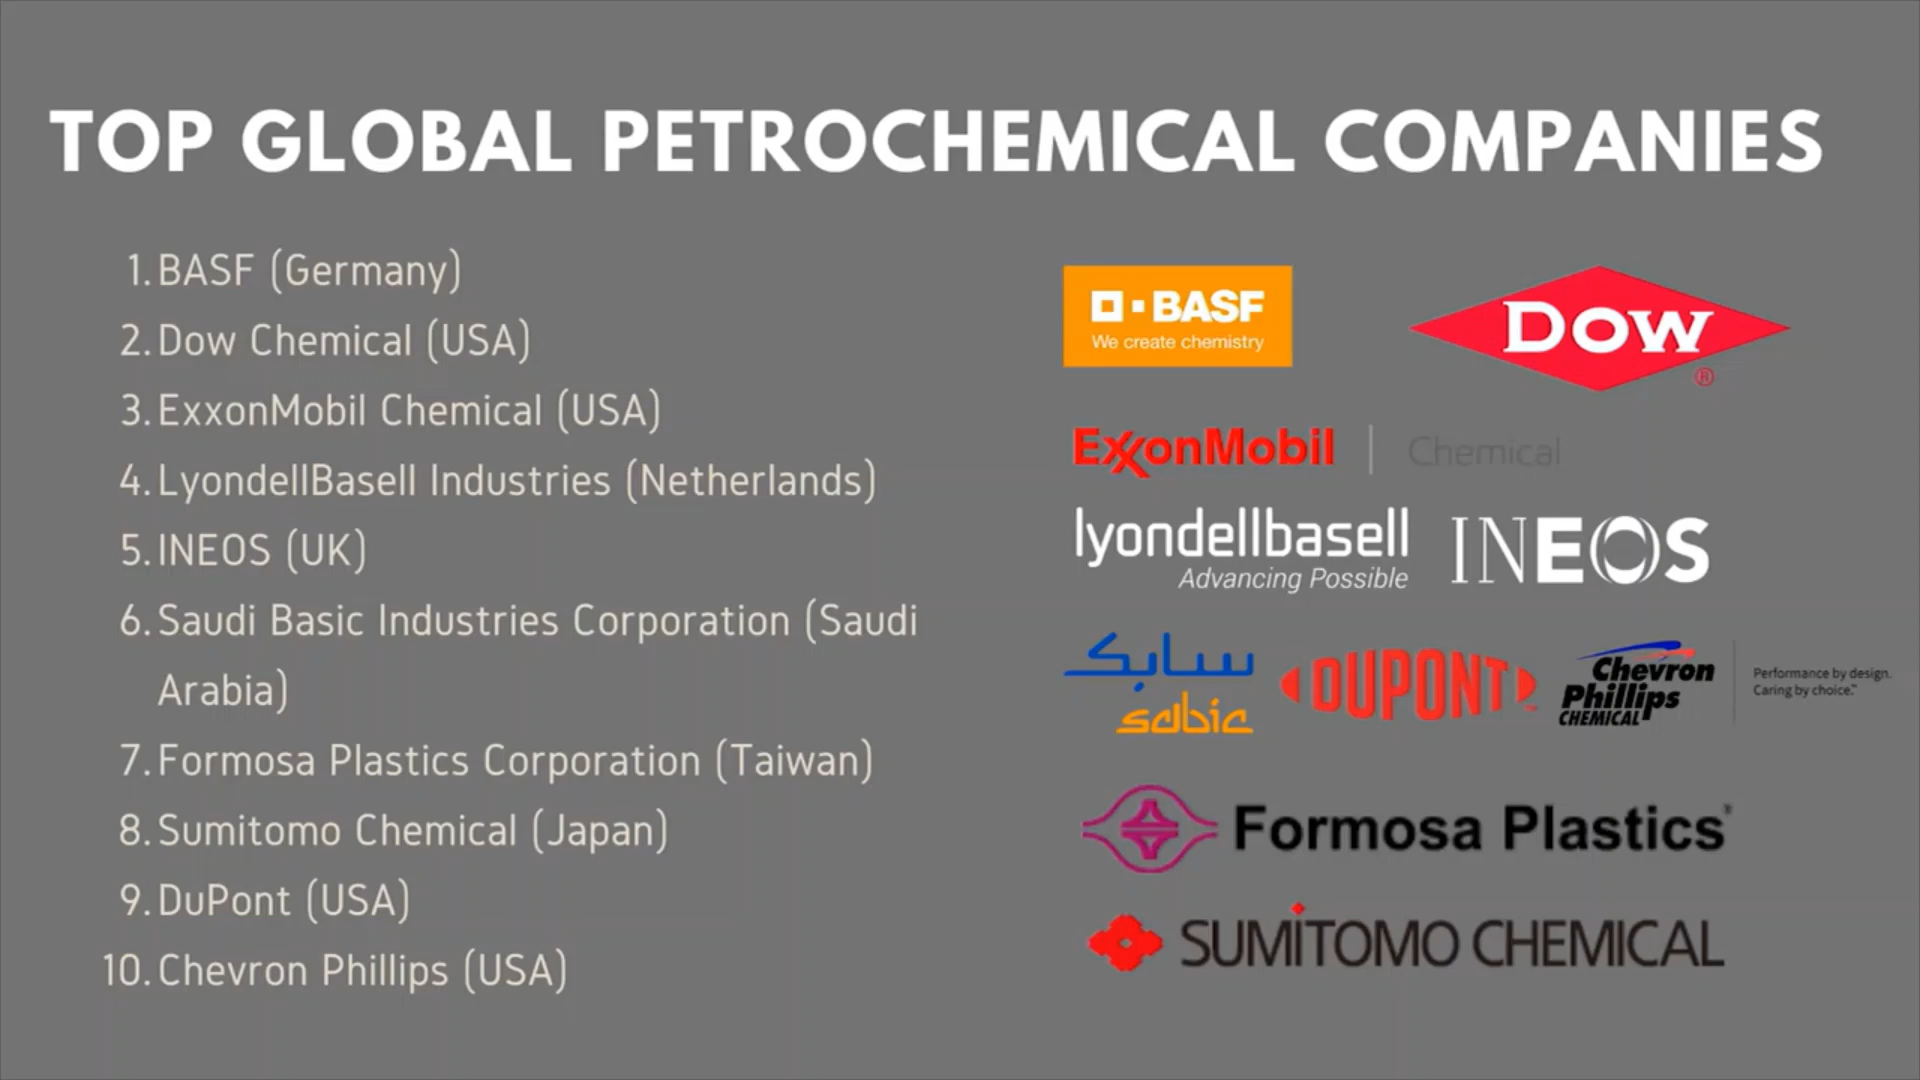 TOP GLOBAL PETROCHEMICAL COMPANIES
1. BASF (Germany)
2. Dow Chemical (USA)
3. ExxonMobil Chemical (USA)
4. LyondellBasell Industries (Netherlands)
5. INEOS (UK)
6. Saudi Basic Industries Corporation (Saudi
Arabia)
7. Formosa Plastics Corporation (Taiwan)
8. Sumitomo Chemical (Japan)
9. DuPont (USA)
10. Chevron Phillips (USA)
BASF
We create chemistry
DOW
®
ExxonMobil | Chemical
lyondellbasell
Advancing Possible
INEOS
سابك
sabic
DUPONT™
Chevron
Phillips
CHEMICAL
Performance by design.
Caring by choice.™
Formosa Plastics®
SUMITOMO CHEMICAL